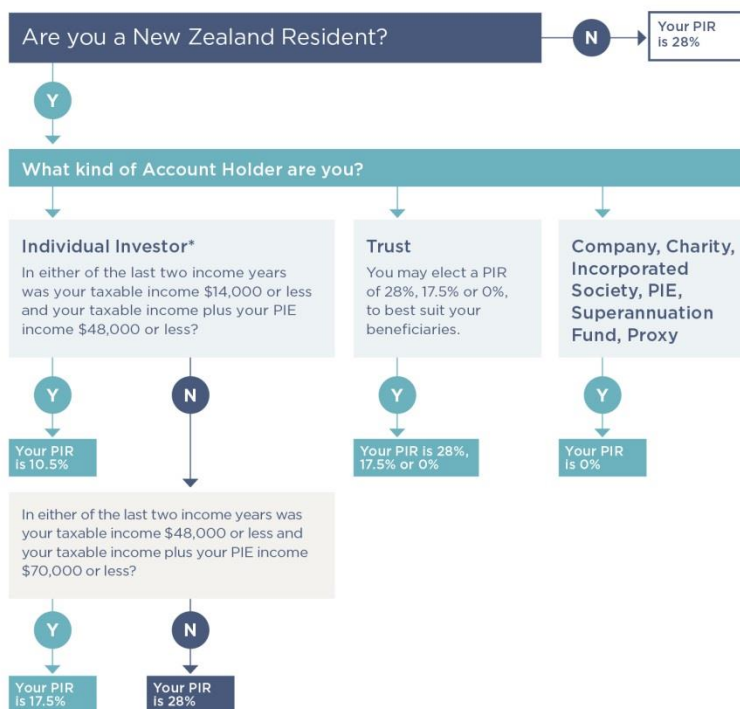 Are you a New Zealand Resident?
N
Your PIR
is 28%
Y
What kind of Account Holder are you?
Individual Investor*
In either of the last two income years
was your taxable income $14,000 or less
and your taxable income plus your PIE
income $48,000 or less?
Trust
You may elect a PIR
of 28%, 17.5% or 0%,
to best suit your
beneficiaries.
Company, Charity,
Incorporated
Society, PIE,
Superannuation
Fund, Proxy
Y
N
Y
Y
Your PIR
is 10.5%
Your PIR is 28%,
17.5% or 0%
Your PIR
is 0%
In either of the last two income years was
your taxable income $48,000 or less and
your taxable income plus your PIE income
$70,000 or less?
Y
N
Your PIR
is 17.5%
Your PIR
is 28%